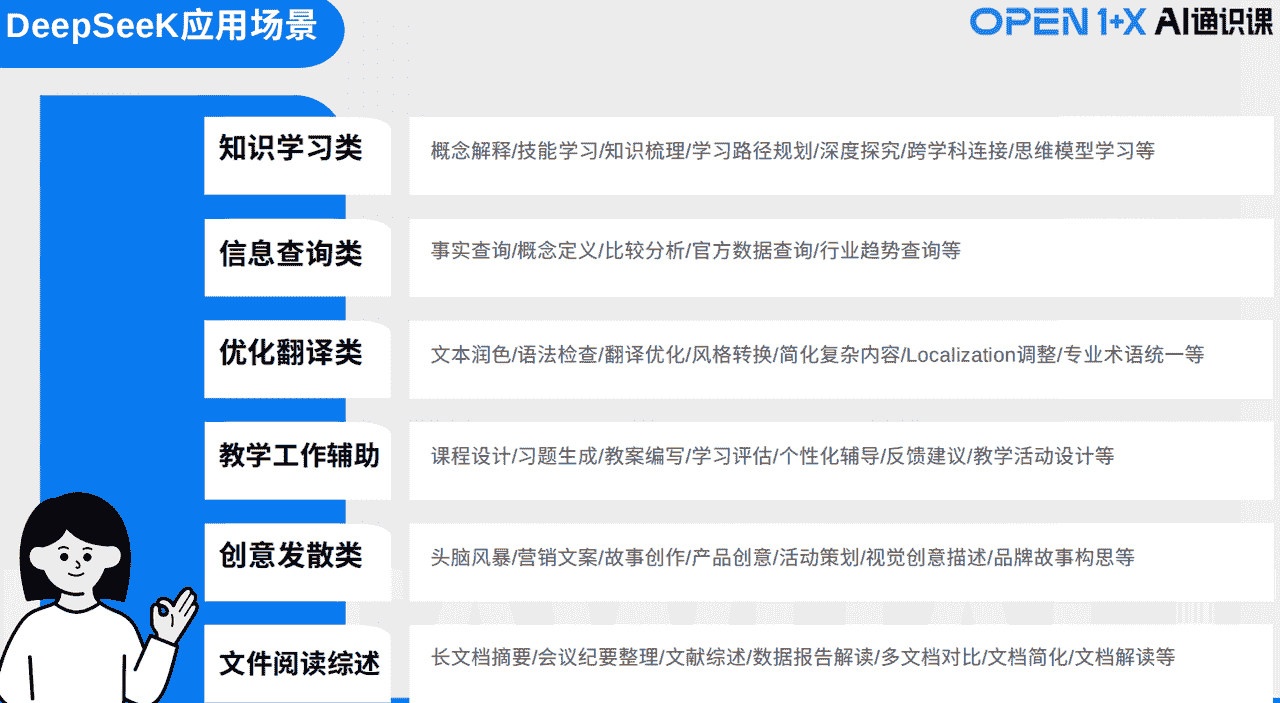 DeepSeeK应用场景
OPEN 1+X AI通识课
知识学习类
概念解释/技能学习/知识梳理/学习路径规划/深度探究/跨学科连接/思维模型学习等
信息查询类
事实查询/概念定义/比较分析/官方数据查询/行业趋势查询等
优化翻译类
文本润色/语法检查/翻译优化/风格转换/简化复杂内容/Localization调整/专业术语统一等
教学工作辅助
课程设计/习题生成/教案编写/学习评估/个性化辅导/反馈建议/教学活动设计等
创意发散类
头脑风暴/营销文案/故事创作/产品创意/活动策划/视觉创意描述/品牌故事构思等
文件阅读综述
长文档摘要/会议纪要整理/文献综述/数据报告解读/多文档对比/文档简化/文档解读等